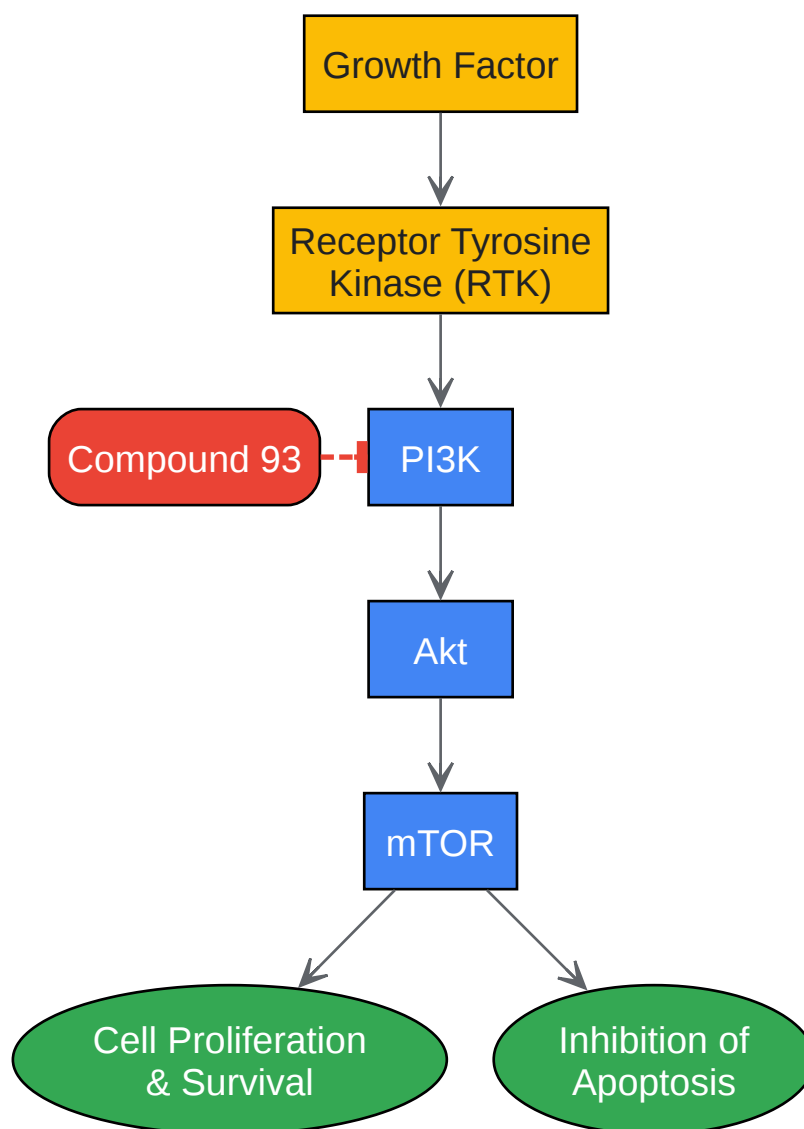 Growth Factor
Receptor Tyrosine
Kinase (RTK)
Compound 93
PI3K
Akt
mTOR
Cell Proliferation
& Survival
Inhibition of
Apoptosis